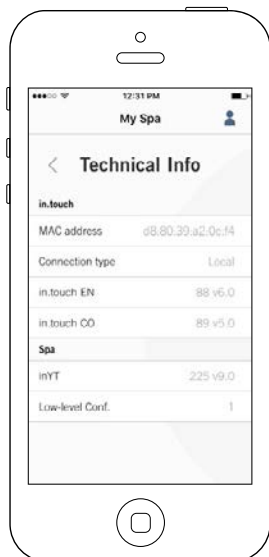 12:31 PM
My Spa
Technical Info
in.touch
MAC address d8.80.39.a2.0c.f4
Connection type Local
in.touch EN 88 v6.0
in.touch CO 89 v5.0
Spa
inYT 225 v9.0
Low-level Conf. 1